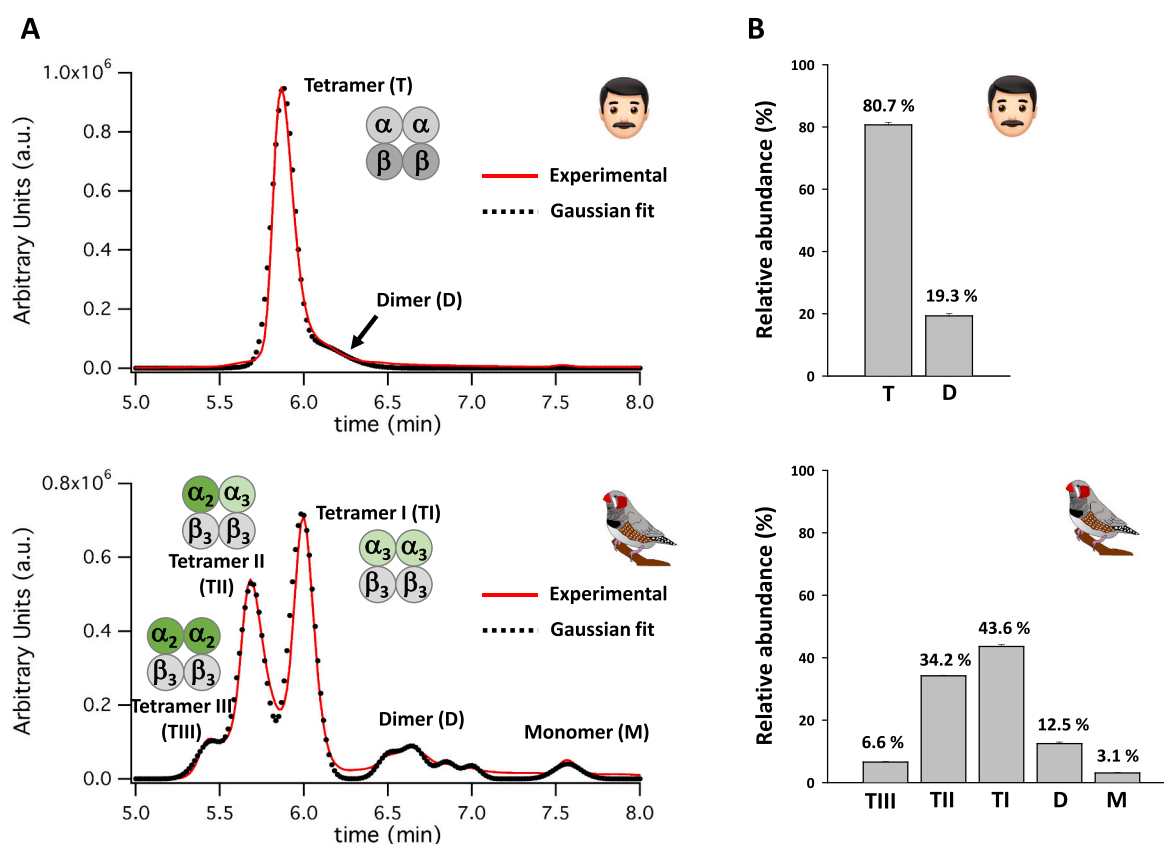 A
1.0x10⁶
0.8
0.6
0.4
0.2
0.0
Arbitrary Units (a.u.)
Tetramer (T)
α α
β β
Experimental
Gaussian fit
Dimer (D)
5.0 5.5 6.0 6.5 7.0 7.5 8.0
time (min)
B
100
80
60
40
20
0
Relative abundance (%)
80.7 %
19.3 %
T D
0.8x10⁶
0.6
0.4
0.2
0.0
Arbitrary Units (a.u.)
α₂ α₃
β₃ β₃
Tetramer II
(TII)
Tetramer I (TI)
α₃ α₃
β₃ β₃
Experimental
Gaussian fit
α₂ α₂
β₃ β₃
Tetramer III
(TIII)
Dimer (D)
Monomer (M)
5.0 5.5 6.0 6.5 7.0 7.5 8.0
time (min)
100
80
60
40
20
0
Relative abundance (%)
6.6 %
34.2 %
43.6 %
12.5 %
3.1 %
TIII TII TI D M